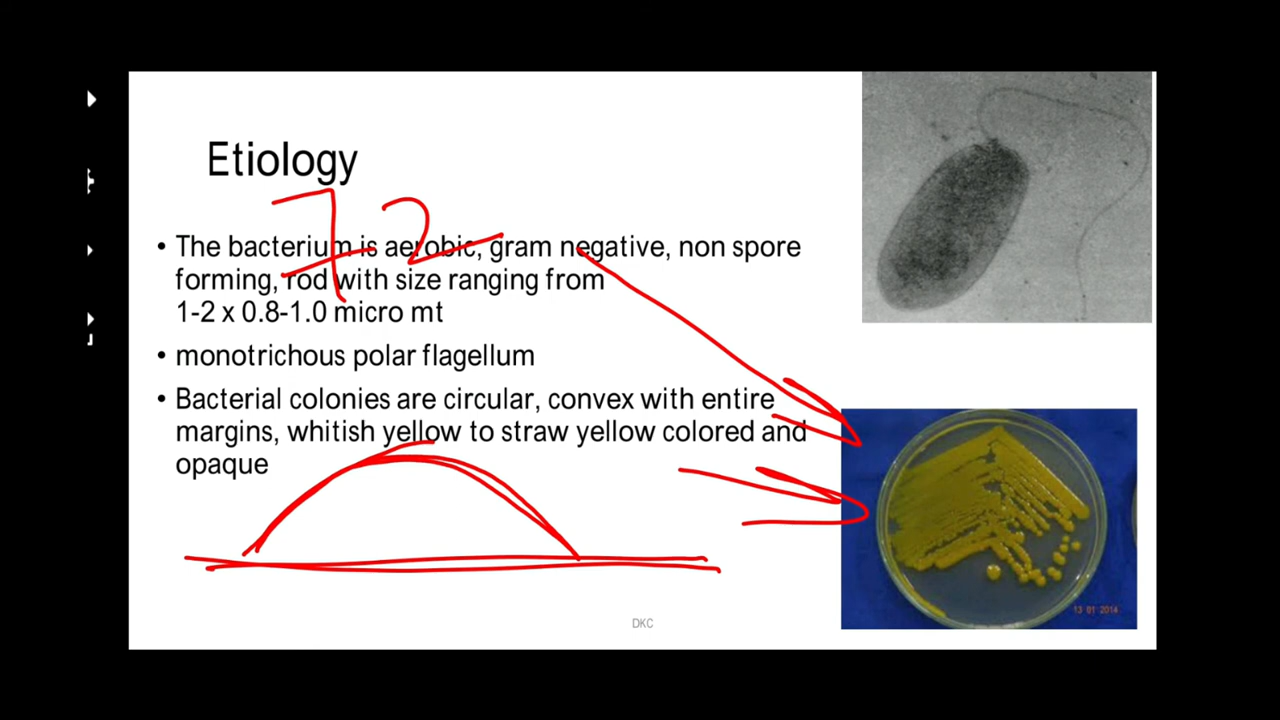 Etiology
72
• The bacterium is aerobic, gram negative, non spore
forming, rod with size ranging from
1-2 x 0.8-1.0 micro mt
• monotrichous polar flagellum
• Bacterial colonies are circular, convex with entire
margins, whitish yellow to straw yellow colored and
opaque
13 01 2014
DKC